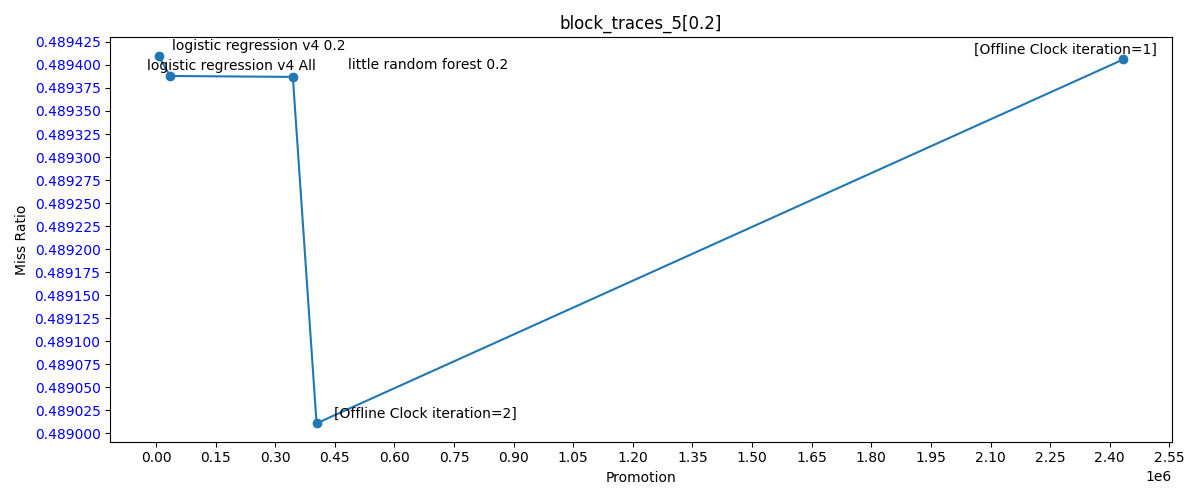 block_traces_5[0.2]
0.489425
0.489400
0.489375
0.489350
0.489325
0.489300
0.489275
0.489250
0.489225
0.489200
0.489175
0.489150
0.489125
0.489100
0.489075
0.489050
0.489025
0.489000
Miss Ratio
logistic regression v4 0.2
logistic regression v4 All
little random forest 0.2
[Offline Clock iteration=1]
[Offline Clock iteration=2]
0.00 0.15 0.30 0.45 0.60 0.75 0.90 1.05 1.20 1.35 1.50 1.65 1.80 1.95 2.10 2.25 2.40 2.55
1e6
Promotion